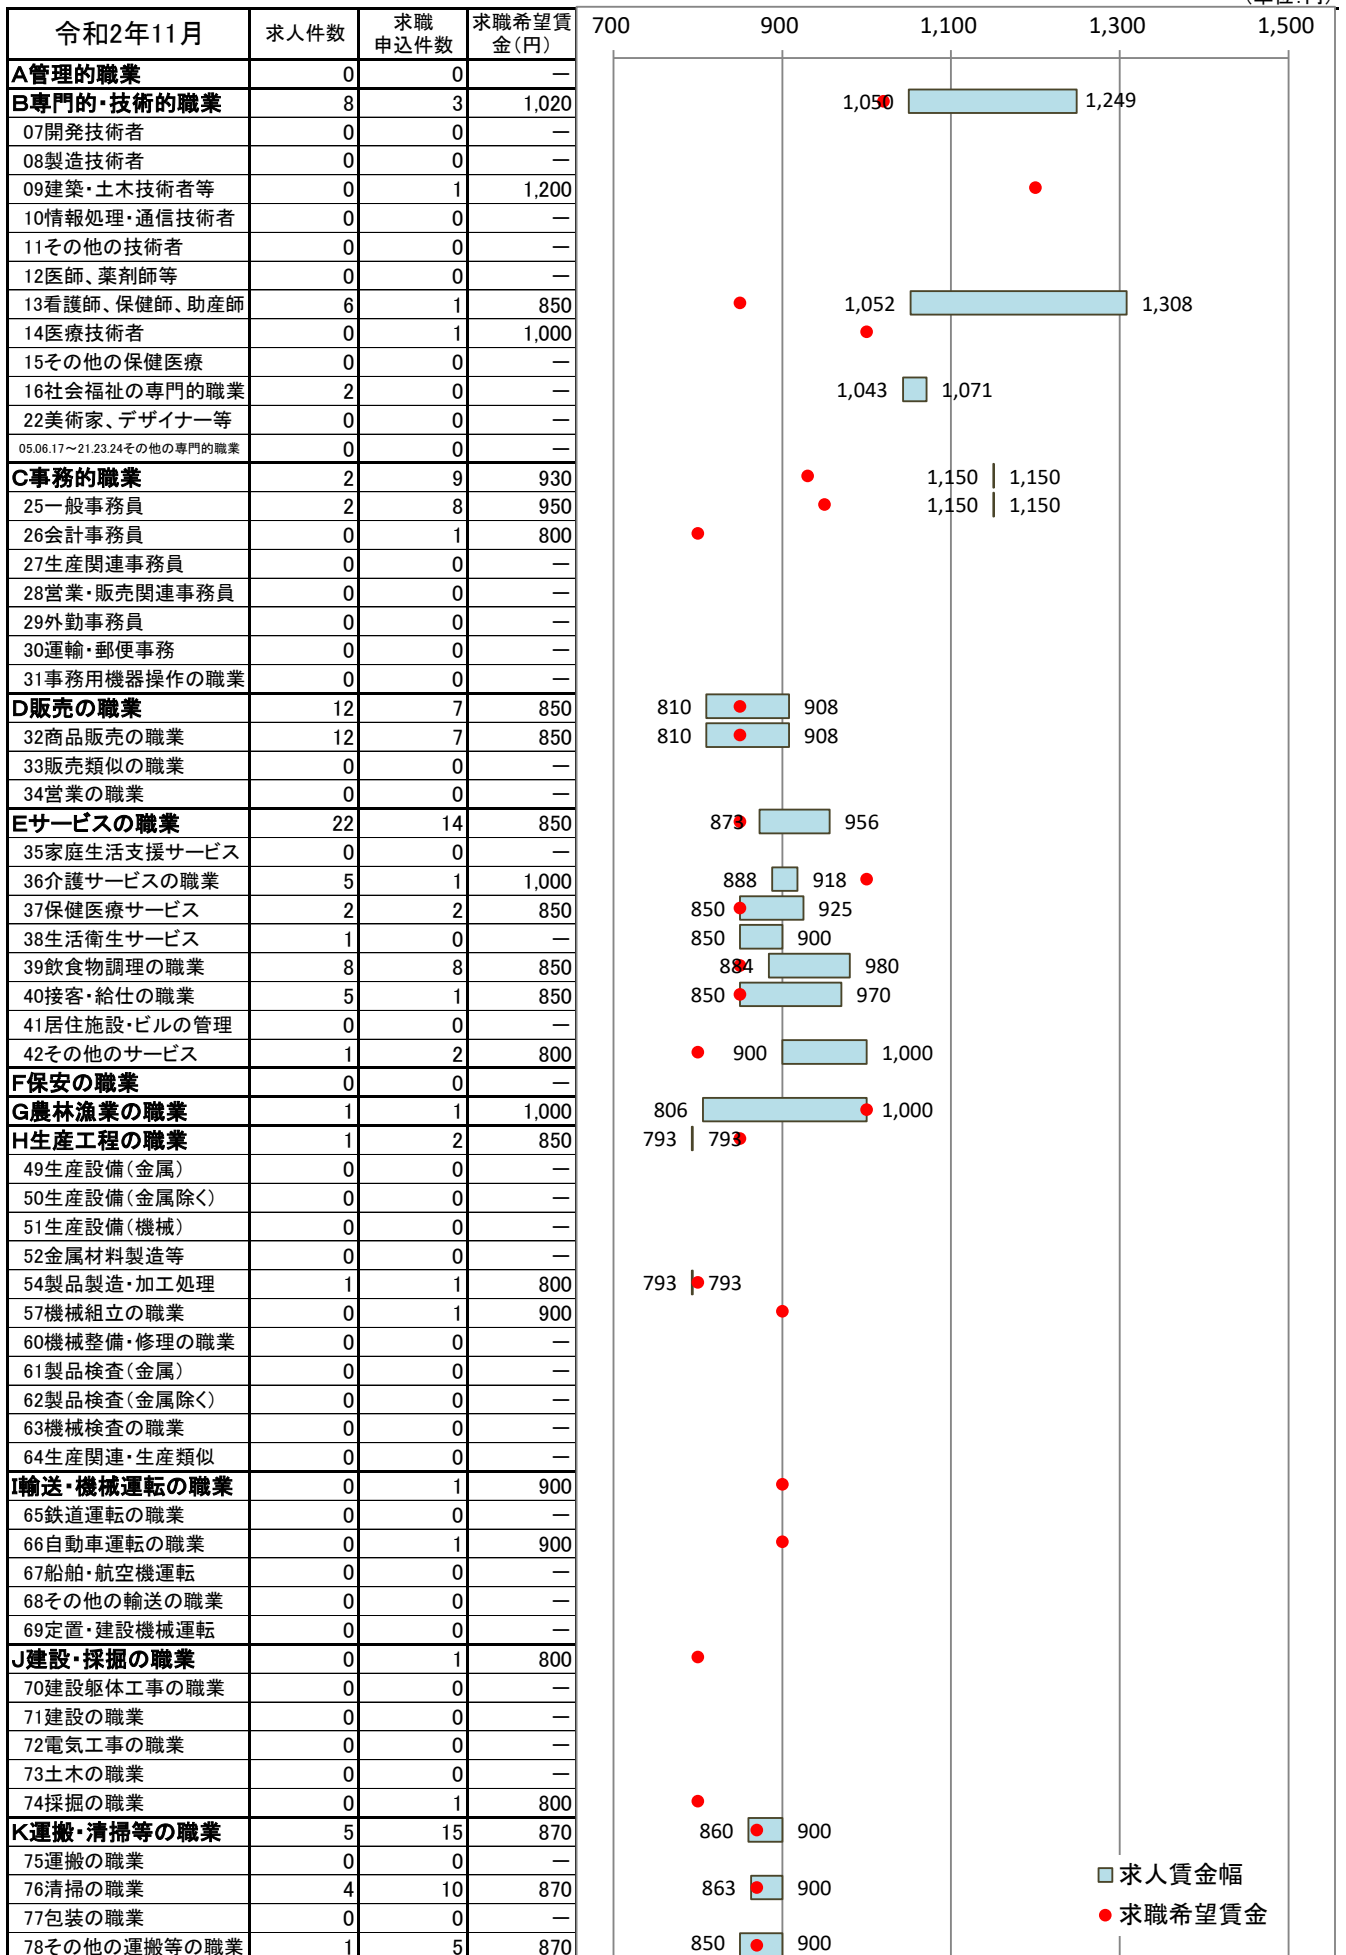 (単位:円)
令和2年11月 求人件数 求職申込件数 求職希望賃金(円) 700 900 1,100 1,300 1,500
A管理的職業 0 0 ―
B専門的・技術的職業 8 3 1,020 1,050 1,249
07開発技術者 0 0 ―
08製造技術者 0 0 ―
09建築・土木技術者等 0 1 1,200
10情報処理・通信技術者 0 0 ―
11その他の技術者 0 0 ―
12医師、薬剤師等 0 0 ―
13看護師、保健師、助産師 6 1 850 1,052 1,308
14医療技術者 0 1 1,000
15その他の保健医療 0 0 ―
16社会福祉の専門的職業 2 0 ― 1,043 1,071
22美術家、デザイナー等 0 0 ―
05.06.17～21.23.24その他の専門的職業 0 0 ―
C事務的職業 2 9 930 1,150 1,150
25一般事務員 2 8 950 1,150 1,150
26会計事務員 0 1 800
27生産関連事務員 0 0 ―
28営業・販売関連事務員 0 0 ―
29外勤事務員 0 0 ―
30運輸・郵便事務 0 0 ―
31事務用機器操作の職業 0 0 ―
D販売の職業 12 7 850 810 908
32商品販売の職業 12 7 850 810 908
33販売類似の職業 0 0 ―
34営業の職業 0 0 ―
Eサービスの職業 22 14 850 873 956
35家庭生活支援サービス 0 0 ―
36介護サービスの職業 5 1 1,000 888 918
37保健医療サービス 2 2 850 850 925
38生活衛生サービス 1 0 ― 850 900
39飲食物調理の職業 8 8 850 884 980
40接客・給仕の職業 5 1 850 850 970
41居住施設・ビルの管理 0 0 ―
42その他のサービス 1 2 800 900 1,000
F保安の職業 0 0 ―
G農林漁業の職業 1 1 1,000 806 1,000
H生産工程の職業 1 2 850 793 793
49生産設備(金属) 0 0 ―
50生産設備(金属除く) 0 0 ―
51生産設備(機械) 0 0 ―
52金属材料製造等 0 0 ―
54製品製造・加工処理 1 1 800 793 793
57機械組立の職業 0 1 900
60機械整備・修理の職業 0 0 ―
61製品検査(金属) 0 0 ―
62製品検査(金属除く) 0 0 ―
63機械検査の職業 0 0 ―
64生産関連・生産類似 0 0 ―
I輸送・機械運転の職業 0 1 900
65鉄道運転の職業 0 0 ―
66自動車運転の職業 0 1 900
67船舶・航空機運転 0 0 ―
68その他の輸送の職業 0 0 ―
69定置・建設機械運転 0 0 ―
J建設・採掘の職業 0 1 800
70建設躯体工事の職業 0 0 ―
71建設の職業 0 0 ―
72電気工事の職業 0 0 ―
73土木の職業 0 0 ―
74採掘の職業 0 1 800
K運搬・清掃等の職業 5 15 870 860 900
75運搬の職業 0 0 ―
76清掃の職業 4 10 870 863 900
77包装の職業 0 0 ―
78その他の運搬等の職業 1 5 870 850 900
求人賃金幅
求職希望賃金